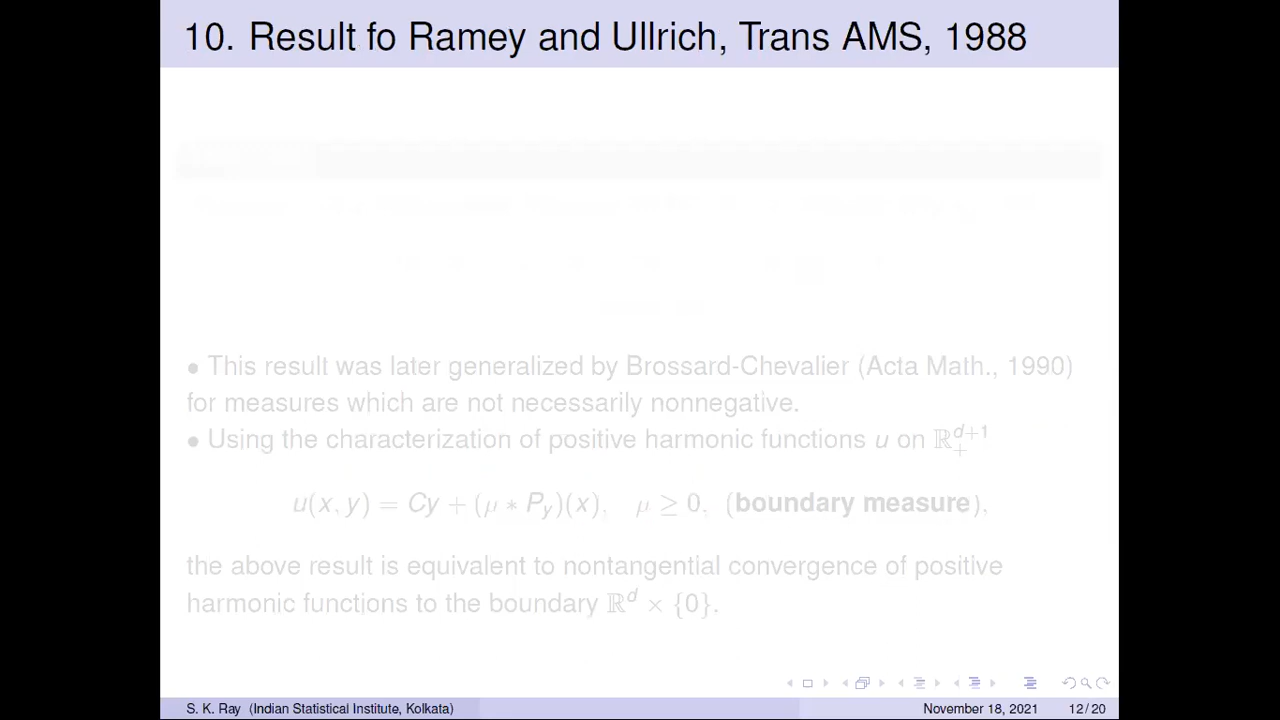 10. Result fo Ramey and Ullrich, Trans AMS, 1988
• This result was later generalized by Brossard-Chevalier (Acta Math., 1990)
for measures which are not necessarily nonnegative.
• Using the characterization of positive harmonic functions u on ℝ₊ᵈ⁺¹
u(x, y) = Cy + (μ ∗ P_y)(x), μ ≥ 0, (boundary measure),
the above result is equivalent to nontangential convergence of positive
harmonic functions to the boundary ℝᵈ × {0}.
S. K. Ray (Indian Statistical Institute, Kolkata) November 18, 2021 12 / 20